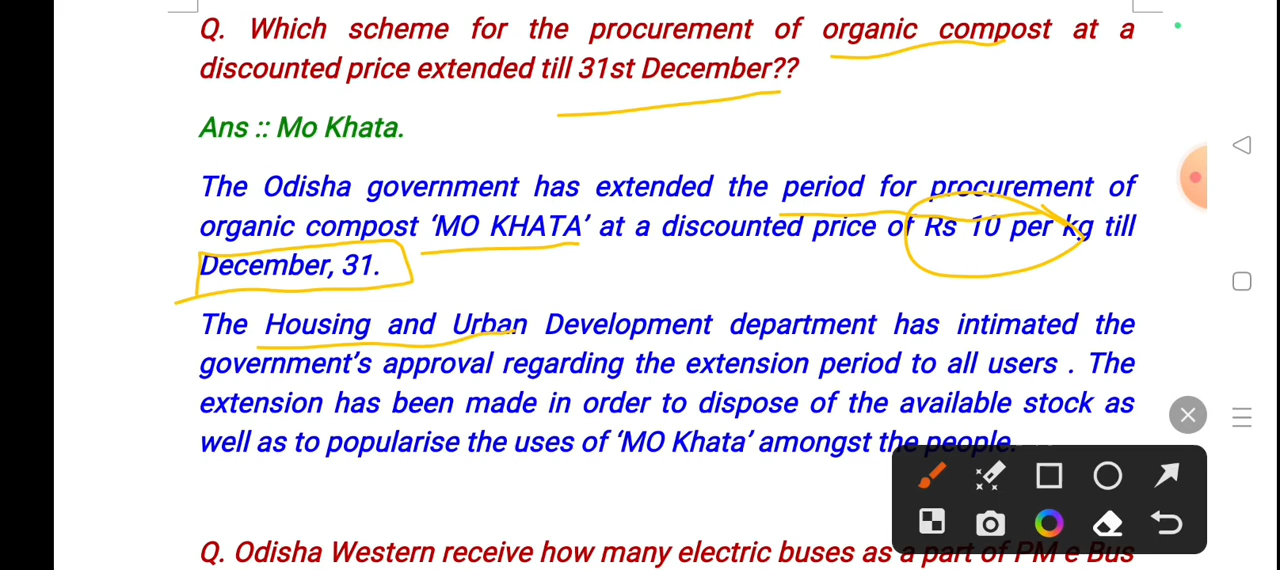 Q. Which scheme for the procurement of organic compost at a
discounted price extended till 31st December??
Ans :: Mo Khata.
The Odisha government has extended the period for procurement of
organic compost ‘MO KHATA’ at a discounted price of Rs 10 per kg till
December, 31.
The Housing and Urban Development department has intimated the
government’s approval regarding the extension period to all users . The
extension has been made in order to dispose of the available stock as
well as to popularise the uses of ‘MO Khata’ amongst the people.
Q. Odisha Western receive how many electric buses as a part of PM e Bus